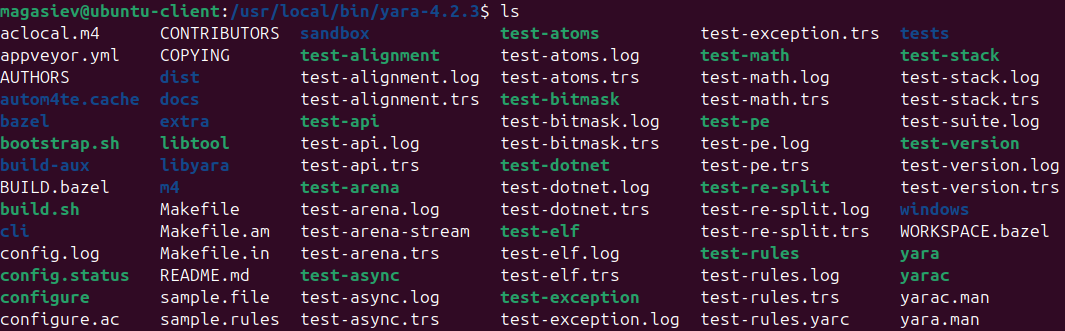 magasiev@ubuntu-client:/usr/local/bin/yara-4.2.3$ ls
aclocal.m4 CONTRIBUTORS sandbox test-atoms test-exception.trs tests
appveyor.yml COPYING test-alignment test-atoms.log test-math test-stack
AUTHORS dist test-alignment.log test-atoms.trs test-math.log test-stack.log
autom4te.cache docs test-alignment.trs test-bitmask test-math.trs test-stack.trs
bazel extra test-api test-bitmask.log test-pe test-suite.log
bootstrap.sh libtool test-api.log test-bitmask.trs test-pe.log test-version
build-aux libyara test-api.trs test-dotnet test-pe.trs test-version.log
BUILD.bazel m4 test-arena test-dotnet.log test-re-split test-version.trs
build.sh Makefile test-arena.log test-dotnet.trs test-re-split.log windows
cli Makefile.am test-arena-stream test-elf test-re-split.trs WORKSPACE.bazel
config.log Makefile.in test-arena.trs test-elf.log test-rules yara
config.status README.md test-async test-elf.trs test-rules.log yarac
configure sample.file test-async.log test-exception test-rules.trs yarac.man
configure.ac sample.rules test-async.trs test-exception.log test-rules.yarc yara.man